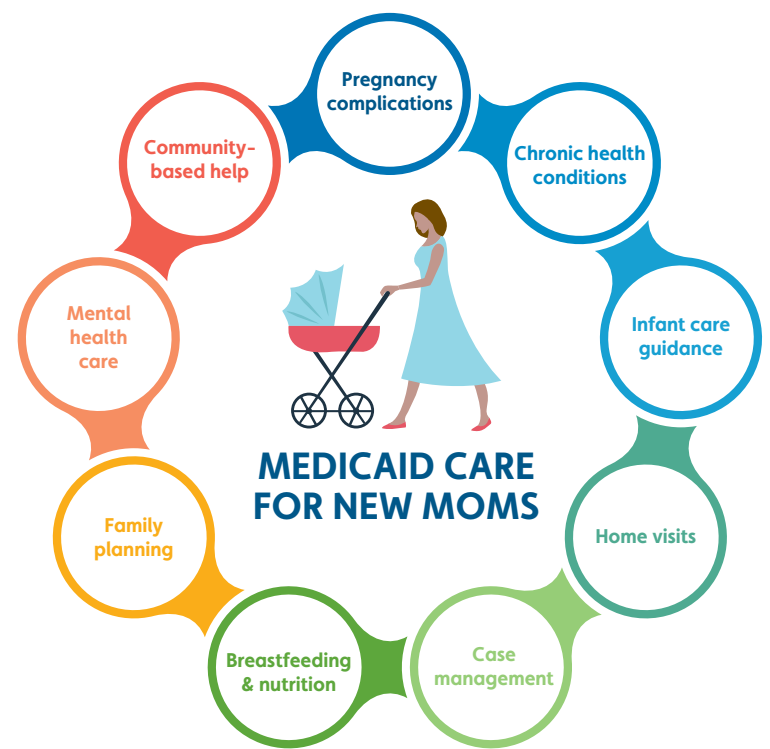 Pregnancy
complications
Chronic health
conditions
Infant care
guidance
Home visits
Case
management
Breastfeeding
& nutrition
Family
planning
Mental
health
care
Community-
based help
MEDICAID CARE
FOR NEW MOMS